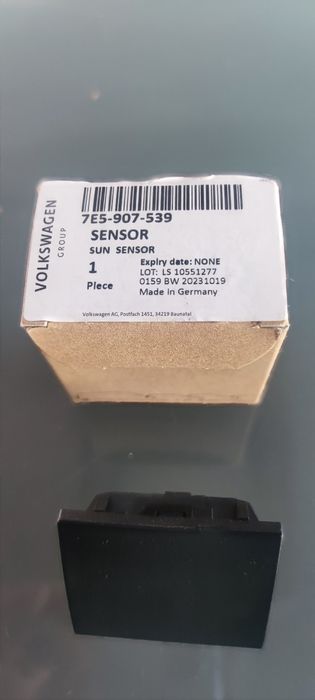 VOLKSWAGEN
GROUP
7E5-907-539
SENSOR
SUN SENSOR
1
Piece
Expiry date: NONE
LOT: LS 10551277
0159 BW 20231019
Made in Germany
Volkswagen AG, Postfach 1451, 34219 Baunatal